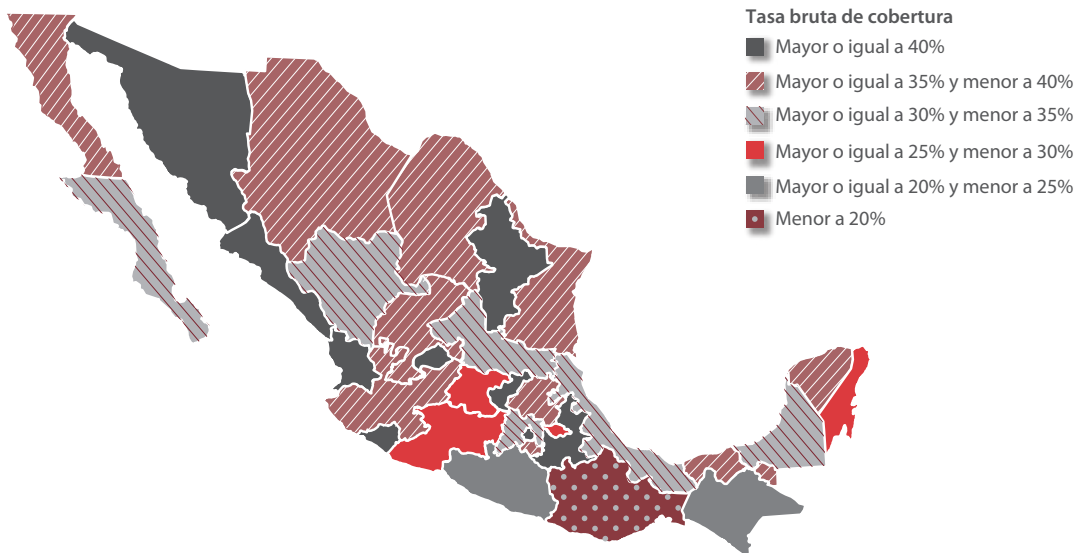 Tasa bruta de cobertura
Mayor o igual a 40%
Mayor o igual a 35% y menor a 40%
Mayor o igual a 30% y menor a 35%
Mayor o igual a 25% y menor a 30%
Mayor o igual a 20% y menor a 25%
Menor a 20%